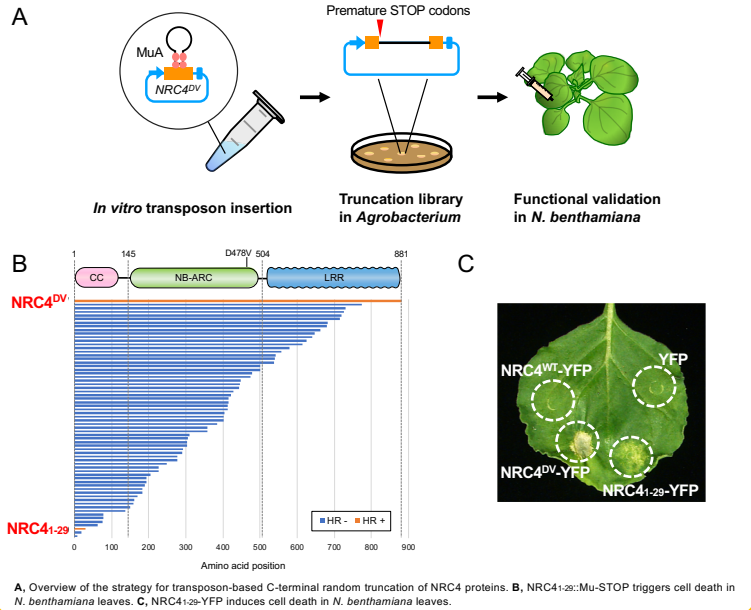 A
MuA
NRC4DV
Premature STOP codons
In vitro transposon insertion
Truncation library
in Agrobacterium
Functional validation
in N. benthamiana
B
1
145
D478V
504
881
CC
NB-ARC
LRR
NRC4DV
NRC41-29
HR -
HR +
0
100
200
300
400
500
600
700
800
900
Amino acid position
C
NRC4WT-YFP
YFP
NRC4DV-YFP
NRC41-29-YFP
A, Overview of the strategy for transposon-based C-terminal random truncation of NRC4 proteins. B, NRC41-29::Mu-STOP triggers cell death in
N. benthamiana leaves. C, NRC41-29-YFP induces cell death in N. benthamiana leaves.